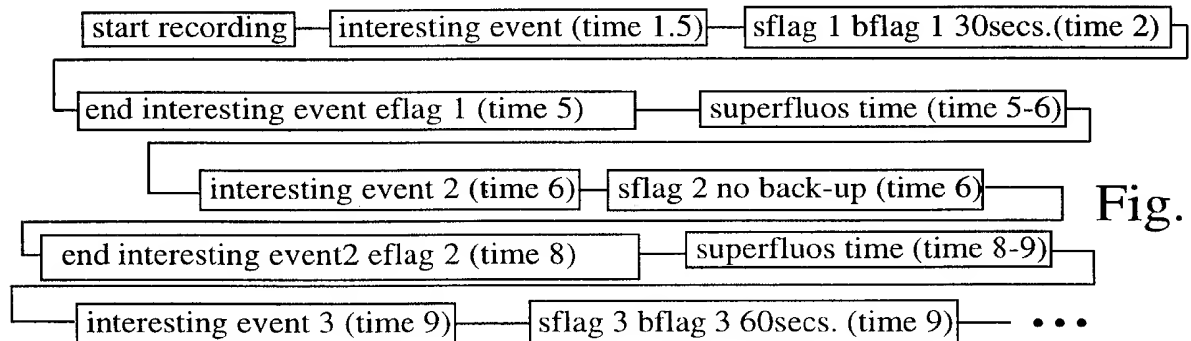 start recording interesting event (time 1.5) sflag 1 bflag 1 30secs.(time 2)
end interesting event eflag 1 (time 5) superfluos time (time 5-6)
interesting event 2 (time 6) sflag 2 no back-up (time 6)
Fig.
end interesting event2 eflag 2 (time 8) superfluos time (time 8-9)
interesting event 3 (time 9) sflag 3 bflag 3 60secs. (time 9) •••